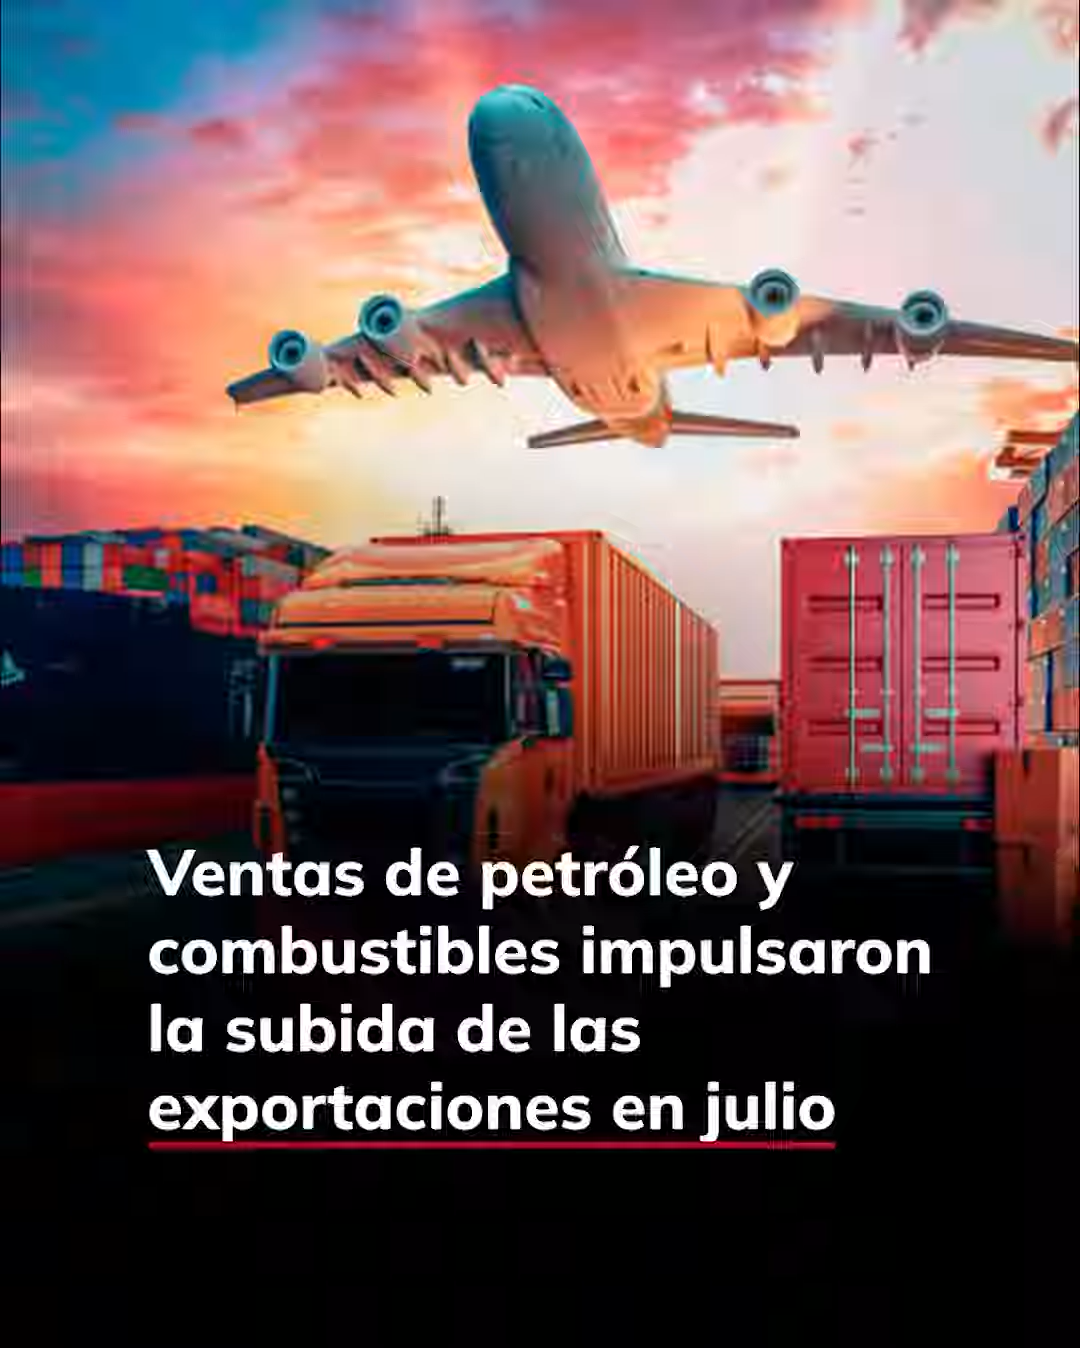 Ventas de petróleo y
combustibles impulsaron
la subida de las
exportaciones en julio